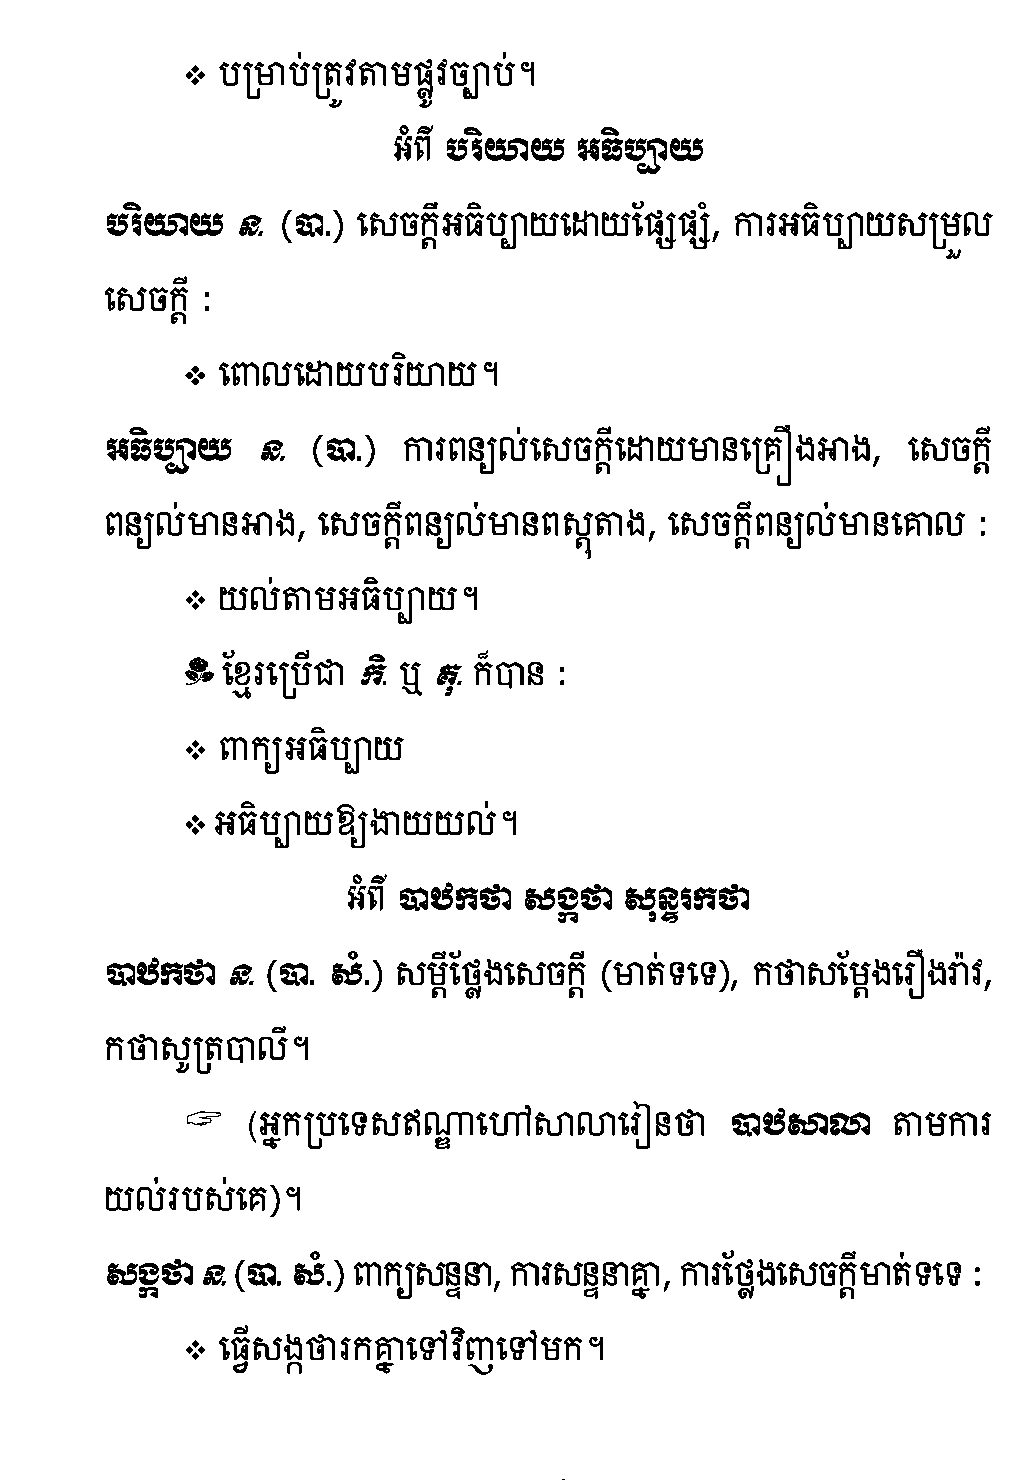 ❖ បម្រាប់ត្រូវតាមផ្លូវច្បាប់។
អំពី បរិយាយ អធិប្បាយ
បរិយាយ ន. (បា.) សេចក្ដីអធិប្បាយដោយផ្សែផ្សំ, ការអធិប្បាយសម្រួល
សេចក្ដី :
❖ ពោលដោយបរិយាយ។
អធិប្បាយ ន. (បា.) ការពន្យល់សេចក្ដីដោយមានគ្រឿងអាង, សេចក្ដី
ពន្យល់មានអាង, សេចក្ដីពន្យល់មានពស្តុតាង, សេចក្ដីពន្យល់មានគោល :
❖ យល់តាមអធិប្បាយ។
ខ្មែរប្រើជា កិ. ឬ គុ. ក៏បាន :
❖ ពាក្យអធិប្បាយ
❖ អធិប្បាយឱ្យងាយយល់។
អំពី បាឋកថា សង្កថា សុន្ទរកថា
បាឋកថា ន. (បា. សំ.) សម្ដីថ្លែងសេចក្ដី (មាត់ទទេ), កថាសម្ដែងរឿងរ៉ាវ,
កថាសូត្របាលី។
☞ (អ្នកប្រទេសឥណ្ឌាហៅសាលារៀនថា បាឋសាលា តាមការ
យល់របស់គេ)។
សង្កថា ន. (បា. សំ.) ពាក្យសន្ទនា, ការសន្ទនាគ្នា, ការថ្លែងសេចក្ដីមាត់ទទេ :
❖ ធ្វើសង្កថារកគ្នាទៅវិញទៅមក។